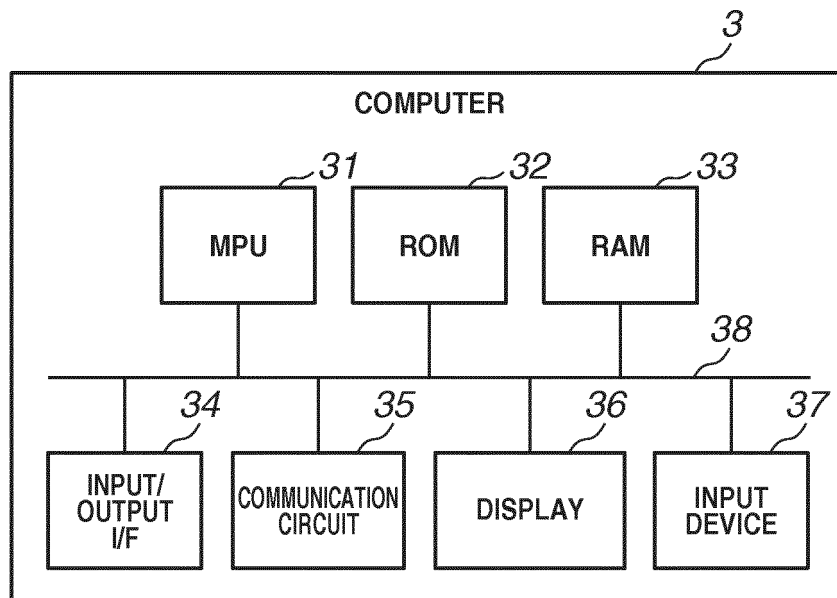 3
COMPUTER
31
32
33
MPU
ROM
RAM
38
34
35
36
37
INPUT/
OUTPUT
I/F
COMMUNICATION
CIRCUIT
DISPLAY
INPUT
DEVICE